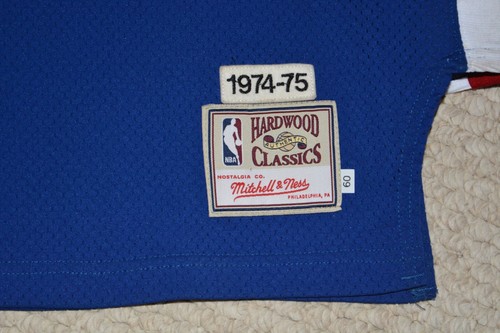 1974-75
HARDWOOD
AUTHENTIC
CLASSICS
NBA
NOSTALGIA CO.
Mitchell & Ness
PHILADELPHIA, PA
60